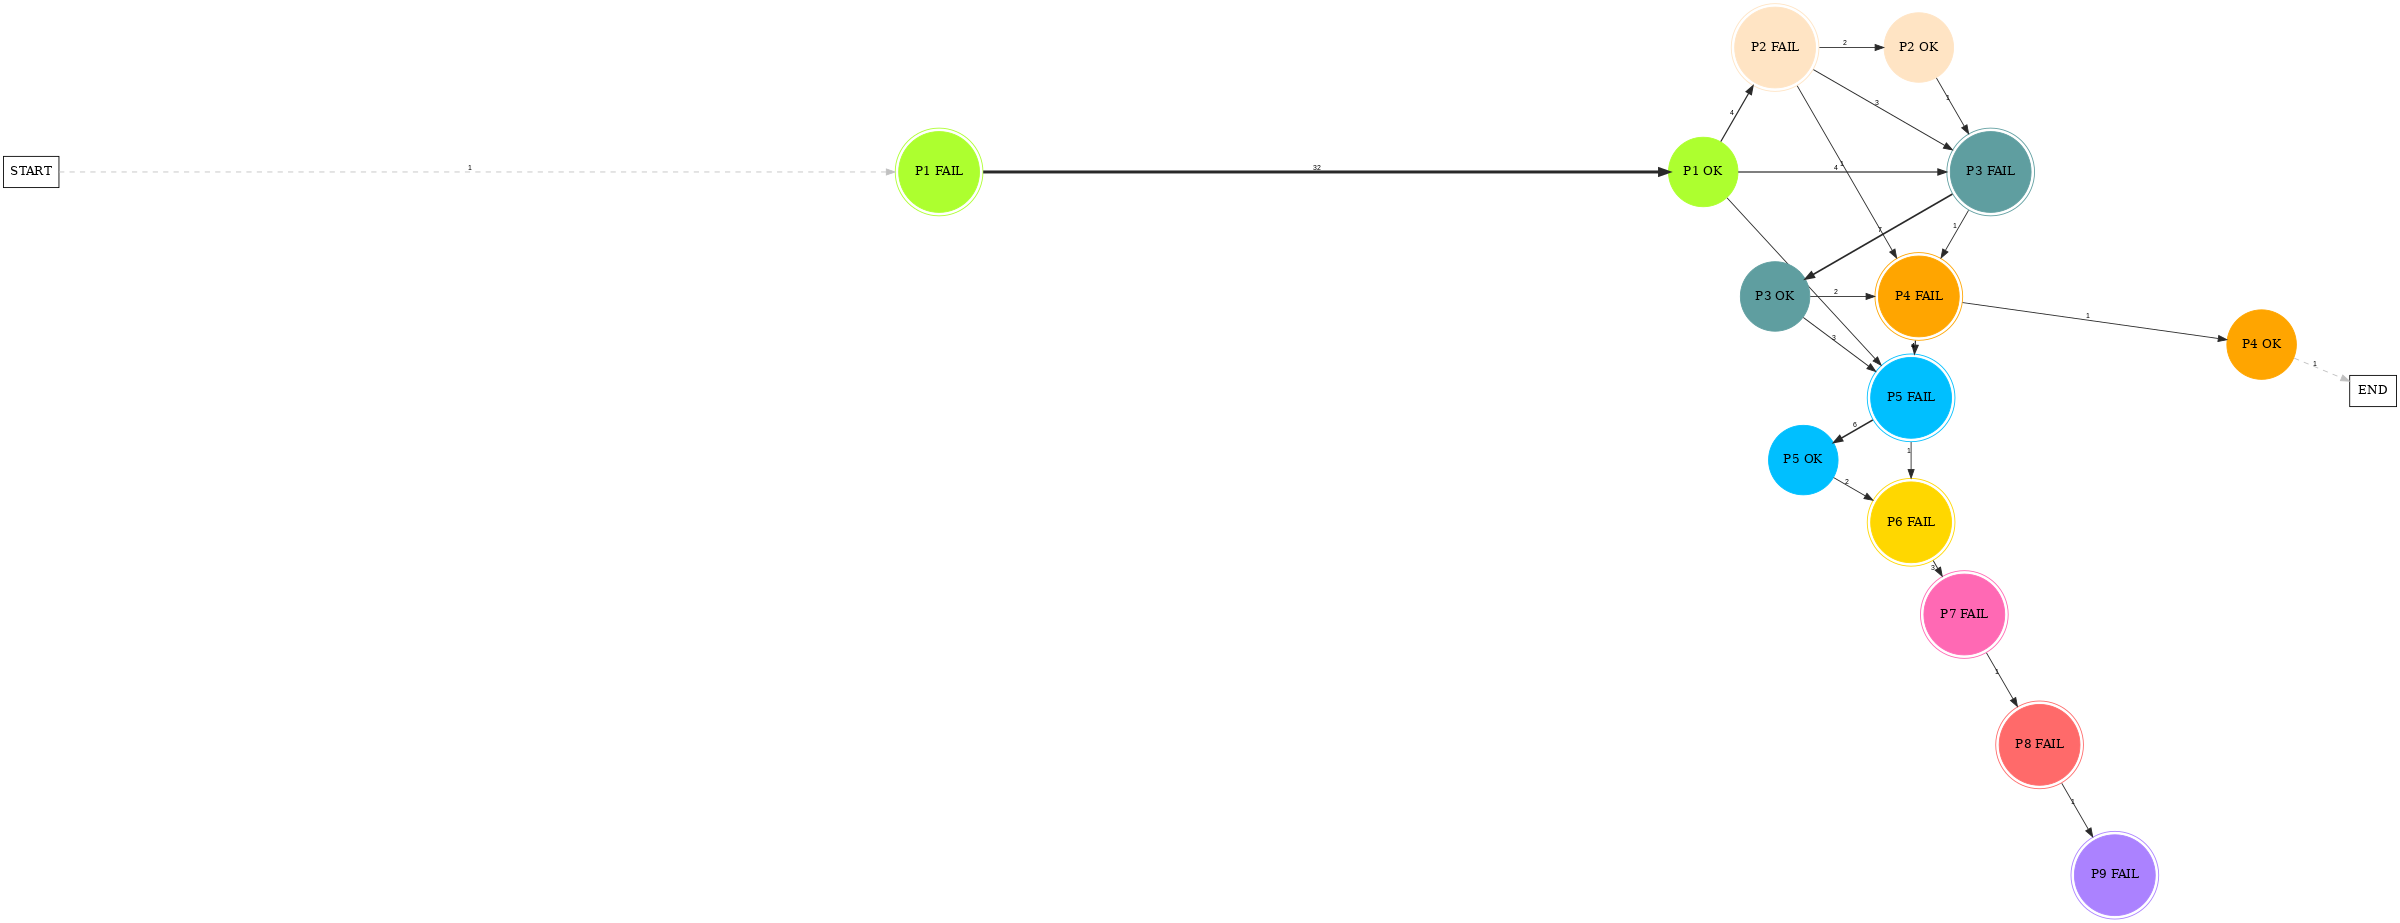 P2 FAIL
2
P2 OK
4
3
1
START
1
P1 FAIL
32
P1 OK
4
1
P3 FAIL
7
1
P3 OK
2
P4 FAIL
1
3
P4 OK
1
END
P5 FAIL
6
1
P5 OK
2
P6 FAIL
3
P7 FAIL
1
P8 FAIL
1
P9 FAIL